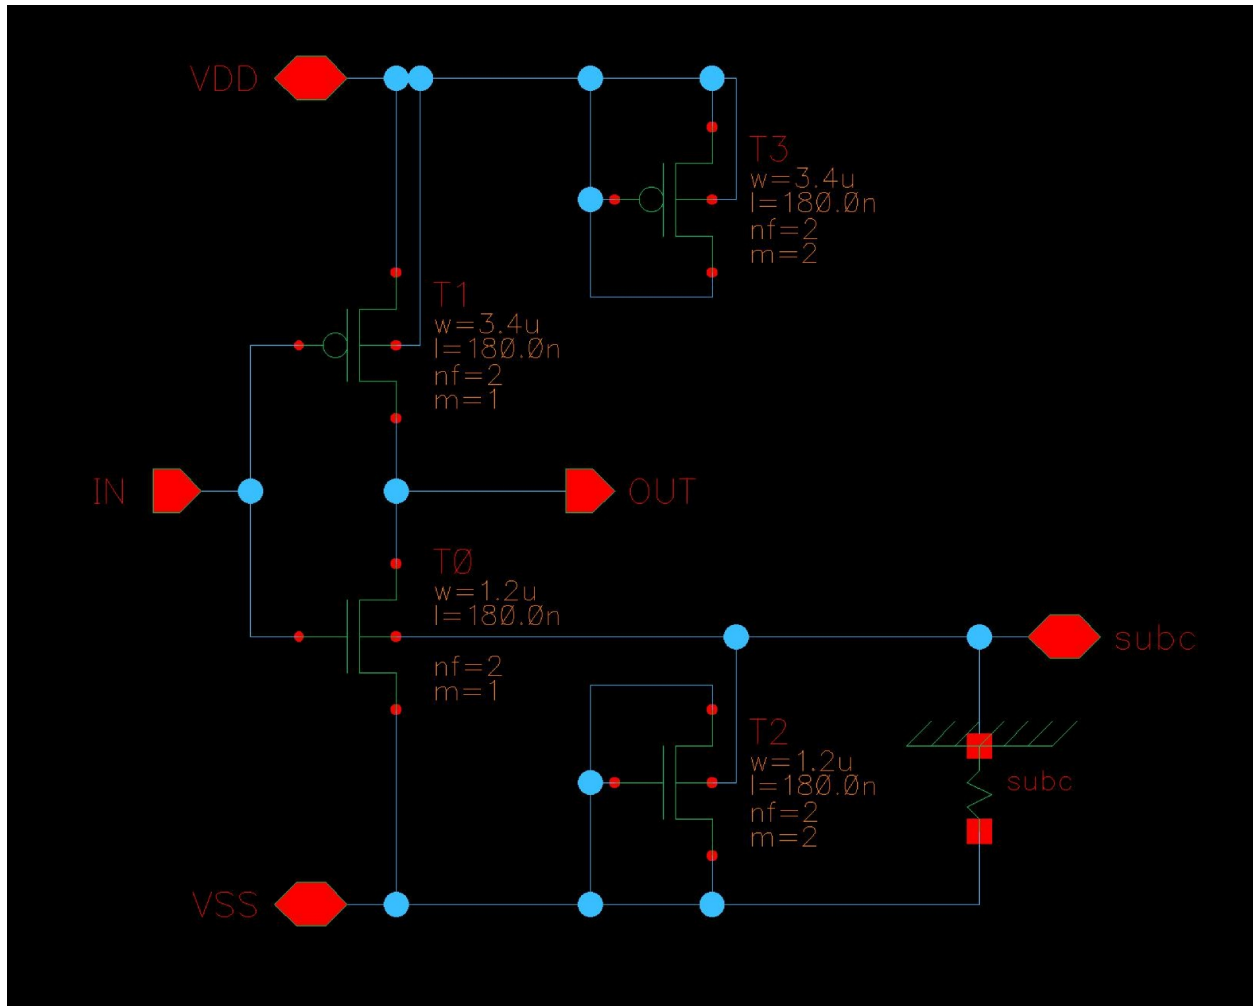 VDD
T3
w=3.4u
l=180.0n
nf=2
m=2
T1
w=3.4u
l=180.0n
nf=2
m=1
IN
OUT
T0
w=1.2u
l=180.0n
nf=2
m=1
subc
T2
w=1.2u
l=180.0n
nf=2
m=2
subc
VSS